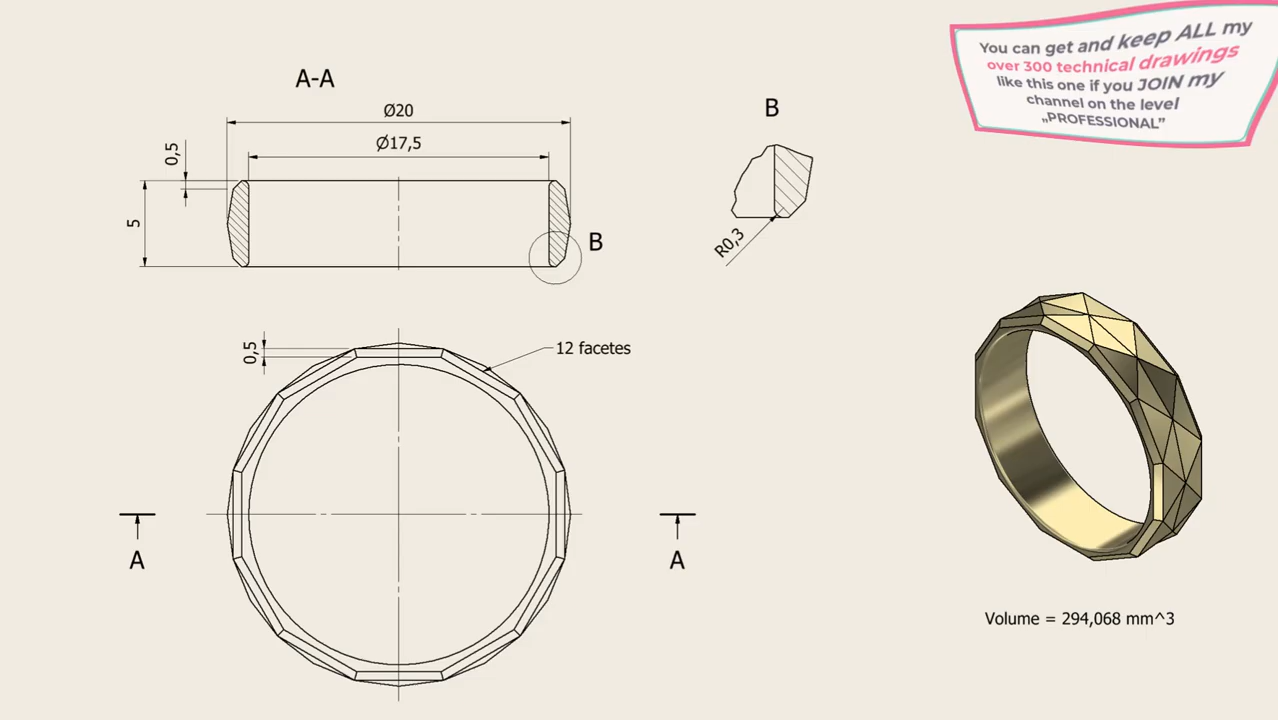 You can get and keep ALL my
over 300 technical drawings
like this one if you JOIN my
channel on the level
„PROFESSIONAL”
A-A
Ø20
Ø17,5
0,5
5
B
B
R0,3
0,5
12 facetes
A
A
Volume = 294,068 mm^3